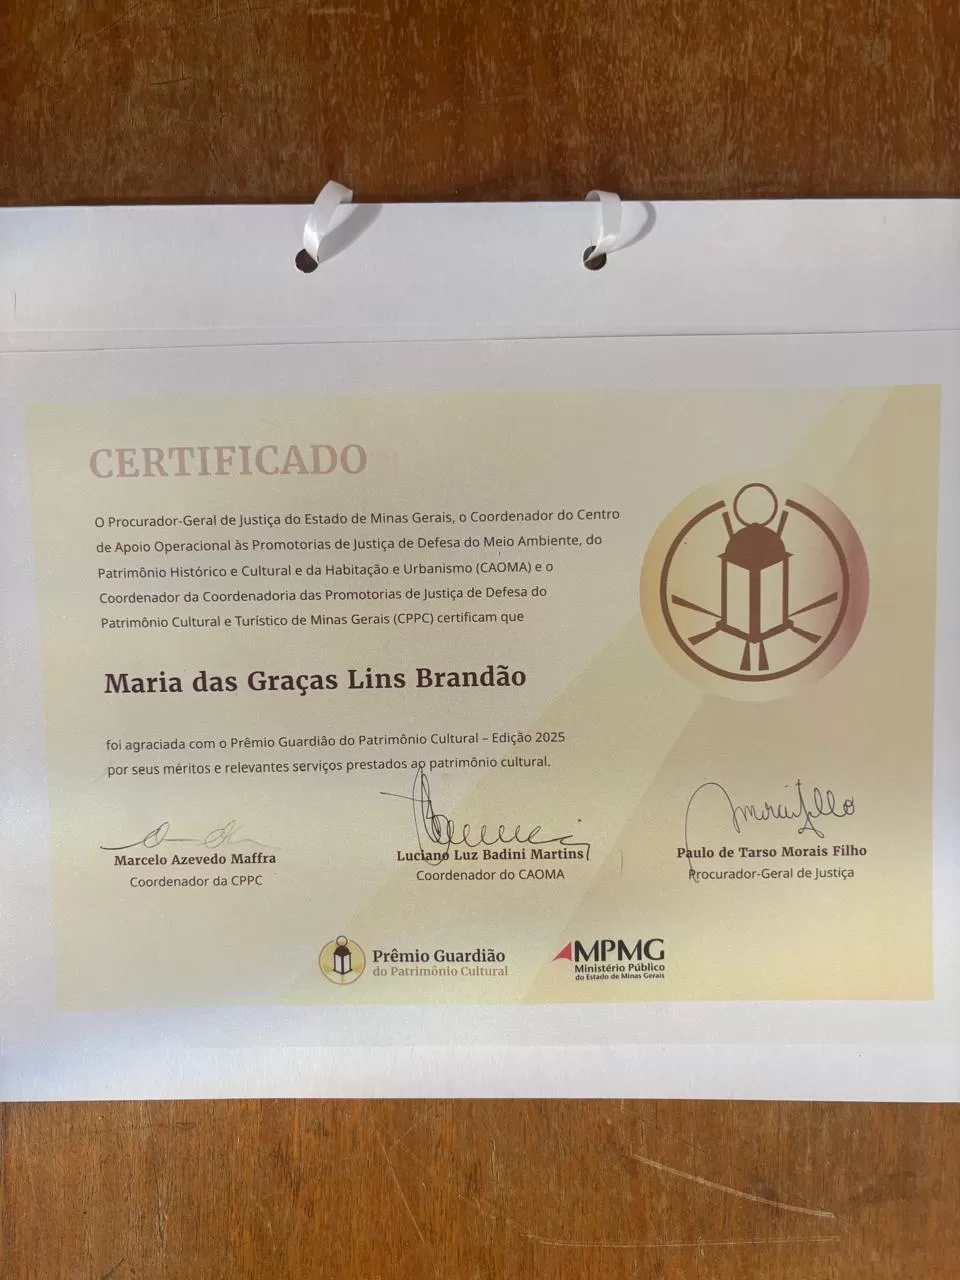 CERTIFICADO
O Procurador-Geral de Justiça do Estado de Minas Gerais, o Coordenador do Centro
de Apoio Operacional às Promotorias de Justiça de Defesa do Meio Ambiente, do
Patrimônio Histórico e Cultural e da Habitação e Urbanismo (CAOMA) e o
Coordenador da Coordenadoria das Promotorias de Justiça de Defesa do
Patrimônio Cultural e Turístico de Minas Gerais (CPPC) certificam que
Maria das Graças Lins Brandão
foi agraciada com o Prêmio Guardião do Patrimônio Cultural – Edição 2025
por seus méritos e relevantes serviços prestados ao patrimônio cultural.
Marcelo Azevedo Maffra
Coordenador da CPPC
Luciano Luz Badini Martins
Coordenador do CAOMA
Paulo de Tarso Morais Filho
Procurador-Geral de Justiça
Prêmio Guardião
do Patrimônio Cultural
MPMG
Ministério Público
do Estado de Minas Gerais